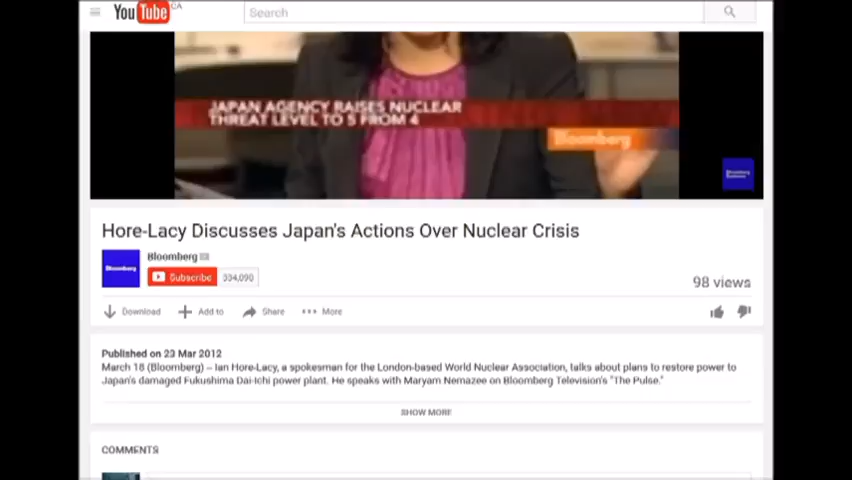 YouTube CA
Search
JAPAN AGENCY RAISES NUCLEAR
THREAT LEVEL TO 5 FROM 4
Bloomberg
Bloomberg
Hore-Lacy Discusses Japan's Actions Over Nuclear Crisis
Bloomberg
Bloomberg
Subscribe
98 views
Download
Add to
Share
More
Published on 23 Mar 2012
March 18 (Bloomberg) -- Ian Hore-Lacy, a spokesman for the London-based World Nuclear Association, talks about plans to restore power to
Japan's damaged Fukushima Dai-Ichi power plant. He speaks with Maryam Nemazee on Bloomberg Television's "The Pulse."
SHOW MORE
COMMENTS